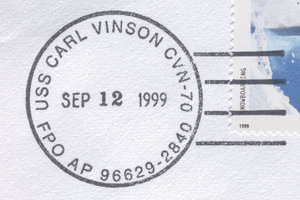 USS CARL VINSON CVN-70
SEP 12 1999
FPO AP 96629-2840
SNOWBOARDING
1999